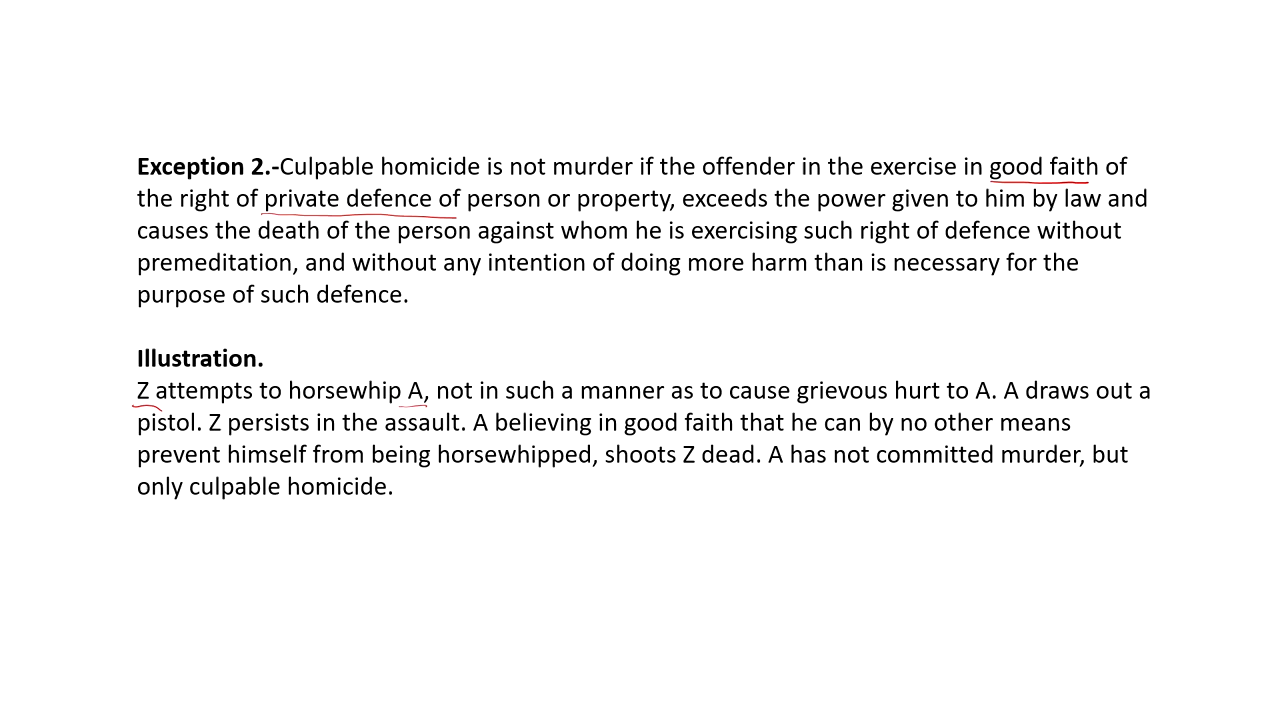 Exception 2.-Culpable homicide is not murder if the offender in the exercise in good faith of
the right of private defence of person or property, exceeds the power given to him by law and
causes the death of the person against whom he is exercising such right of defence without
premeditation, and without any intention of doing more harm than is necessary for the
purpose of such defence.
Illustration.
Z attempts to horsewhip A, not in such a manner as to cause grievous hurt to A. A draws out a
pistol. Z persists in the assault. A believing in good faith that he can by no other means
prevent himself from being horsewhipped, shoots Z dead. A has not committed murder, but
only culpable homicide.